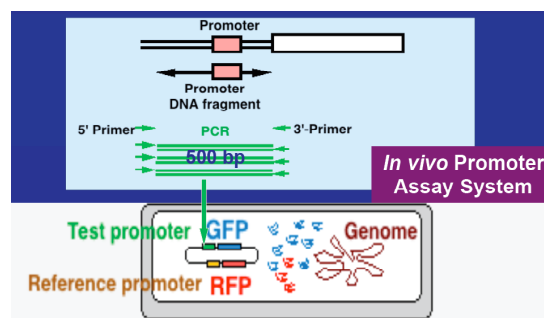 Promoter
Promoter
DNA fragment
5' Primer
PCR
3'-Primer
500 bp
In vivo Promoter
Assay System
Test promoter
GFP
Genome
Reference promoter
RFP